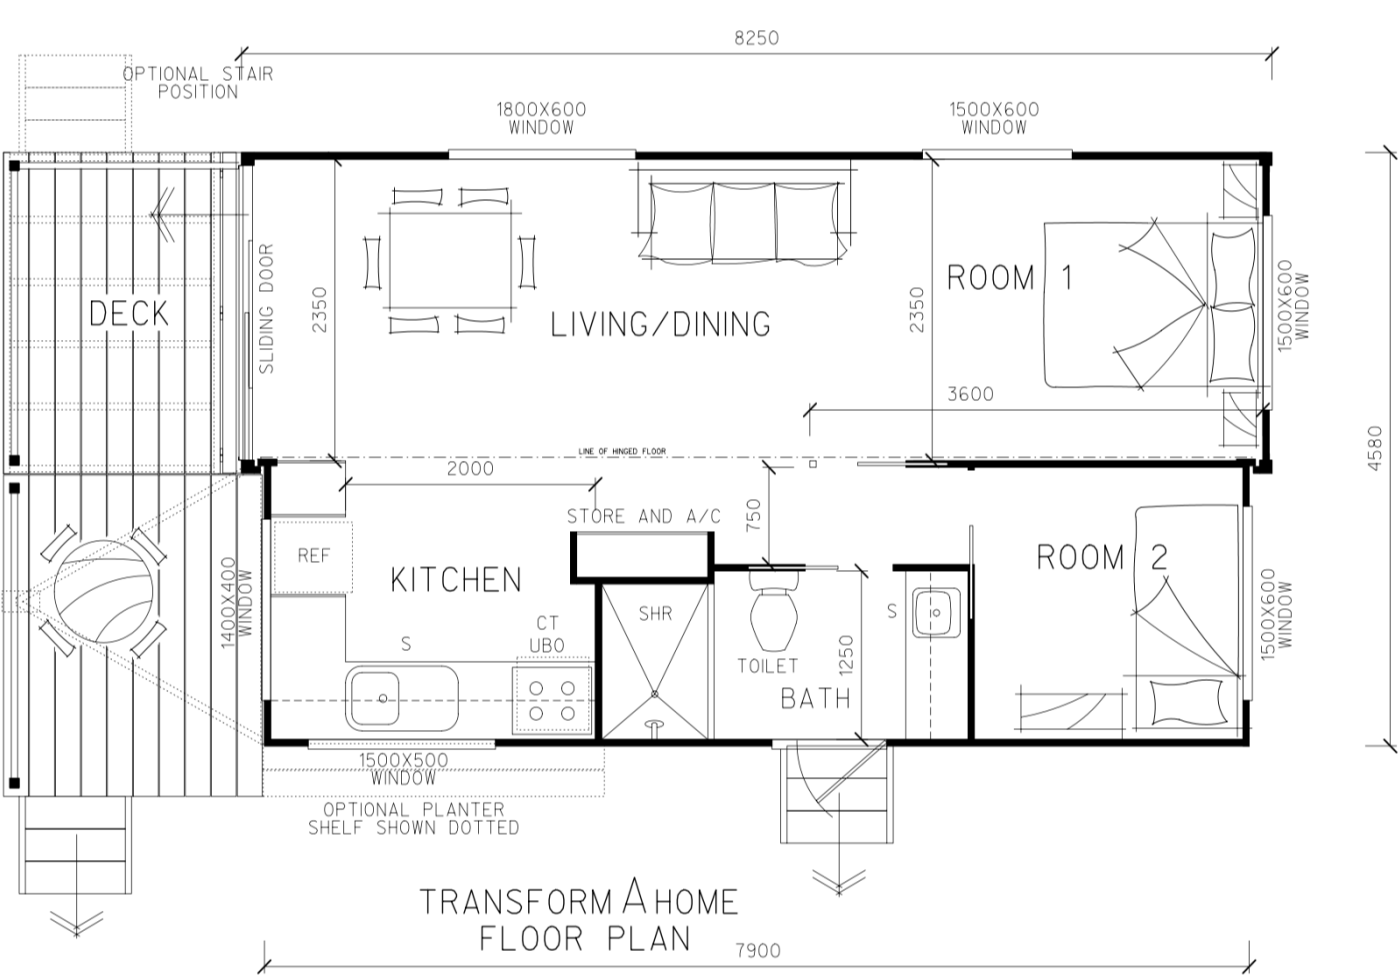 8250
OPTIONAL STAIR
POSITION
1800X600
WINDOW
1500X600
WINDOW
SLIDING DOOR
DECK
2350
LIVING/DINING
2350
ROOM 1
1500X600
WINDOW
3600
4580
LINE OF HINGED FLOOR
2000
STORE AND A/C
750
REF
KITCHEN
ROOM 2
1400X400
WINDOW
S
CT
UBO
SHR
TOILET
1250
BATH
S
1500X600
WINDOW
1500X500
WINDOW
OPTIONAL PLANTER
SHELF SHOWN DOTTED
TRANSFORM A HOME
FLOOR PLAN
7900